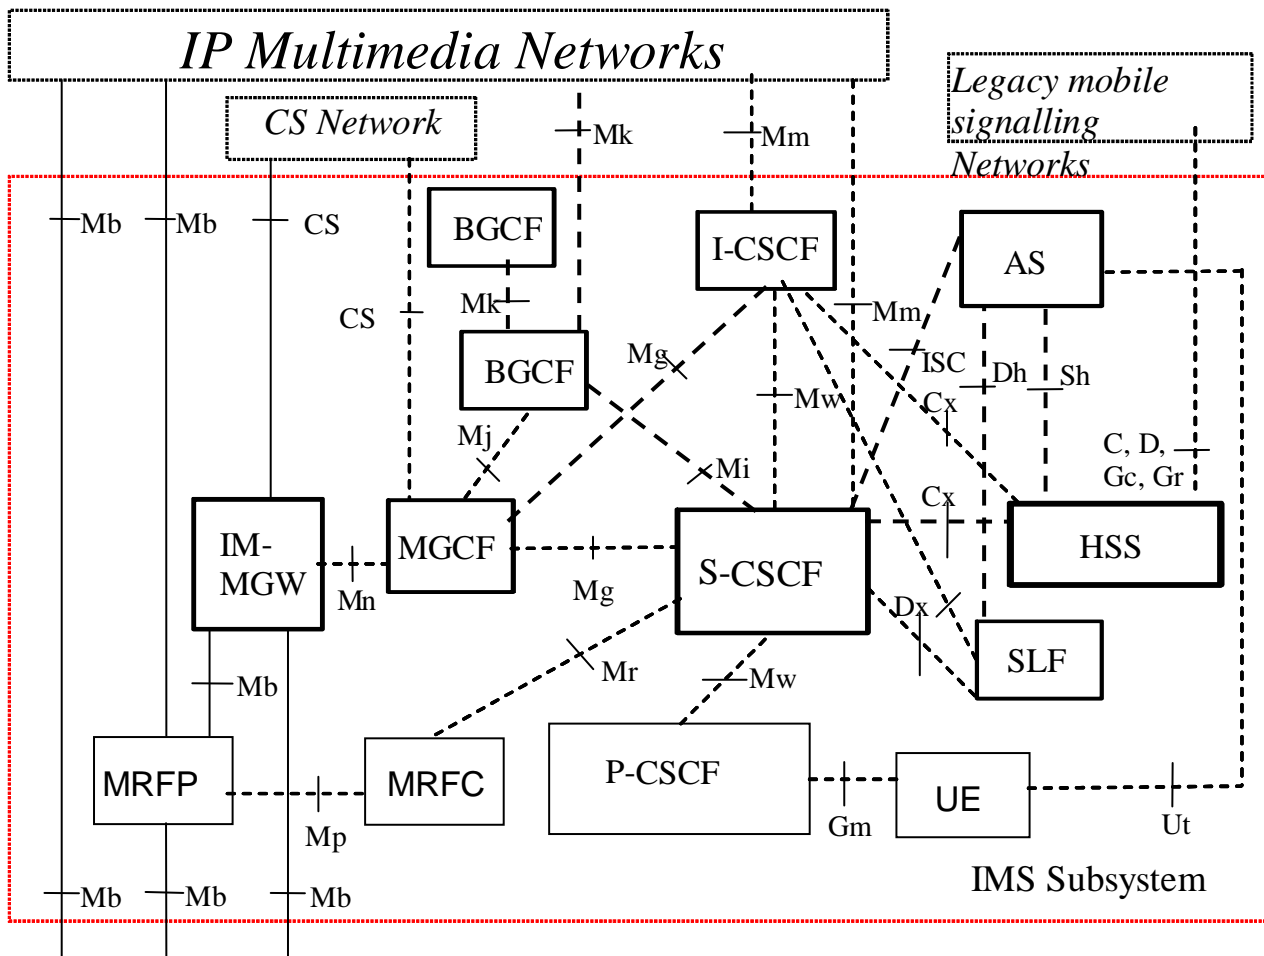 IP Multimedia Networks
Legacy mobile
signalling
Networks
CS Network
Mk
Mm
Mb
Mb
CS
BGCF
I-CSCF
AS
Mk
CS
Mm
Mg
ISC
BGCF
Dh
Sh
Mw
Cx
Mj
Mi
C, D,
Gc, Gr
Cx
IM-
MGW
MGCF
S-CSCF
HSS
Mn
Mg
Dx
SLF
Mr
Mw
Mb
MRFP
MRFC
P-CSCF
UE
Mp
Gm
Ut
Mb
Mb
Mb
IMS Subsystem